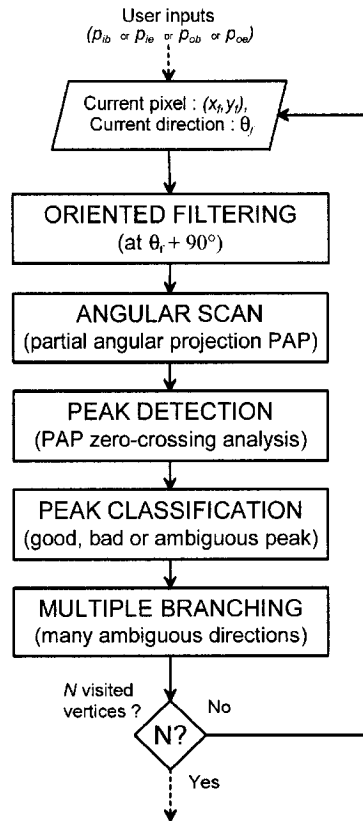 User inputs
(p_ib or p_ie or p_ob or p_oe)
Current pixel : (x_f, y_f),
Current direction : θ_f
ORIENTED FILTERING
(at θ_r + 90°)
ANGULAR SCAN
(partial angular projection PAP)
PEAK DETECTION
(PAP zero-crossing analysis)
PEAK CLASSIFICATION
(good, bad or ambiguous peak)
MULTIPLE BRANCHING
(many ambiguous directions)
N visited
vertices ?
No
N?
Yes